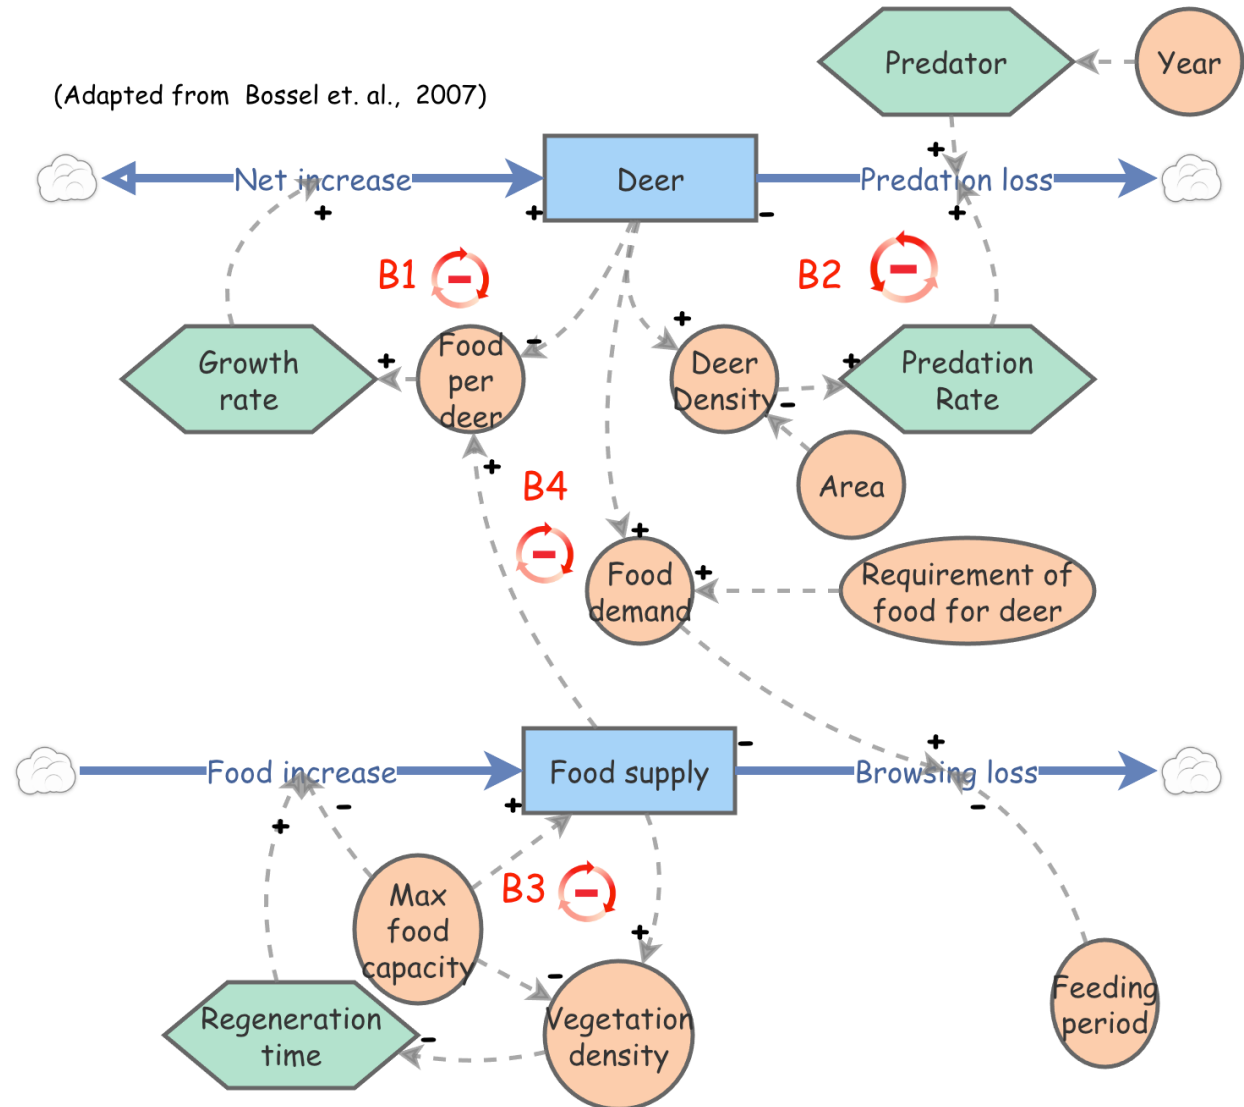 Predator
Year
(Adapted from Bossel et. al., 2007)
+
Net increase
Deer
Predation loss
+
+
-
+
B1
-
B2
-
+
-
Food
per
deer
Growth
rate
+
Deer
Density
-
+
Predation
Rate
+
B4
-
Area
+
Food
demand
+
Requirement of
food for deer
-
+
Food increase
Food supply
Browsing loss
+
-
+
-
B3
-
Max
food
capacity
+
-
Vegetation
density
Feeding
period
Regeneration
time
-